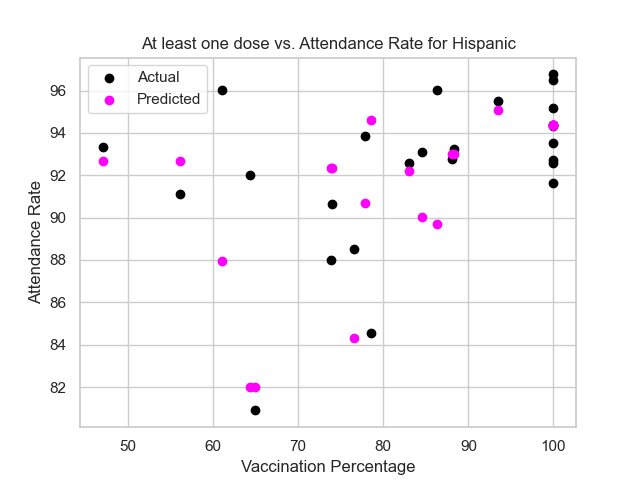 At least one dose vs. Attendance Rate for Hispanic
Actual
Predicted
96
94
92
90
88
86
84
82
Attendance Rate
50 60 70 80 90 100
Vaccination Percentage